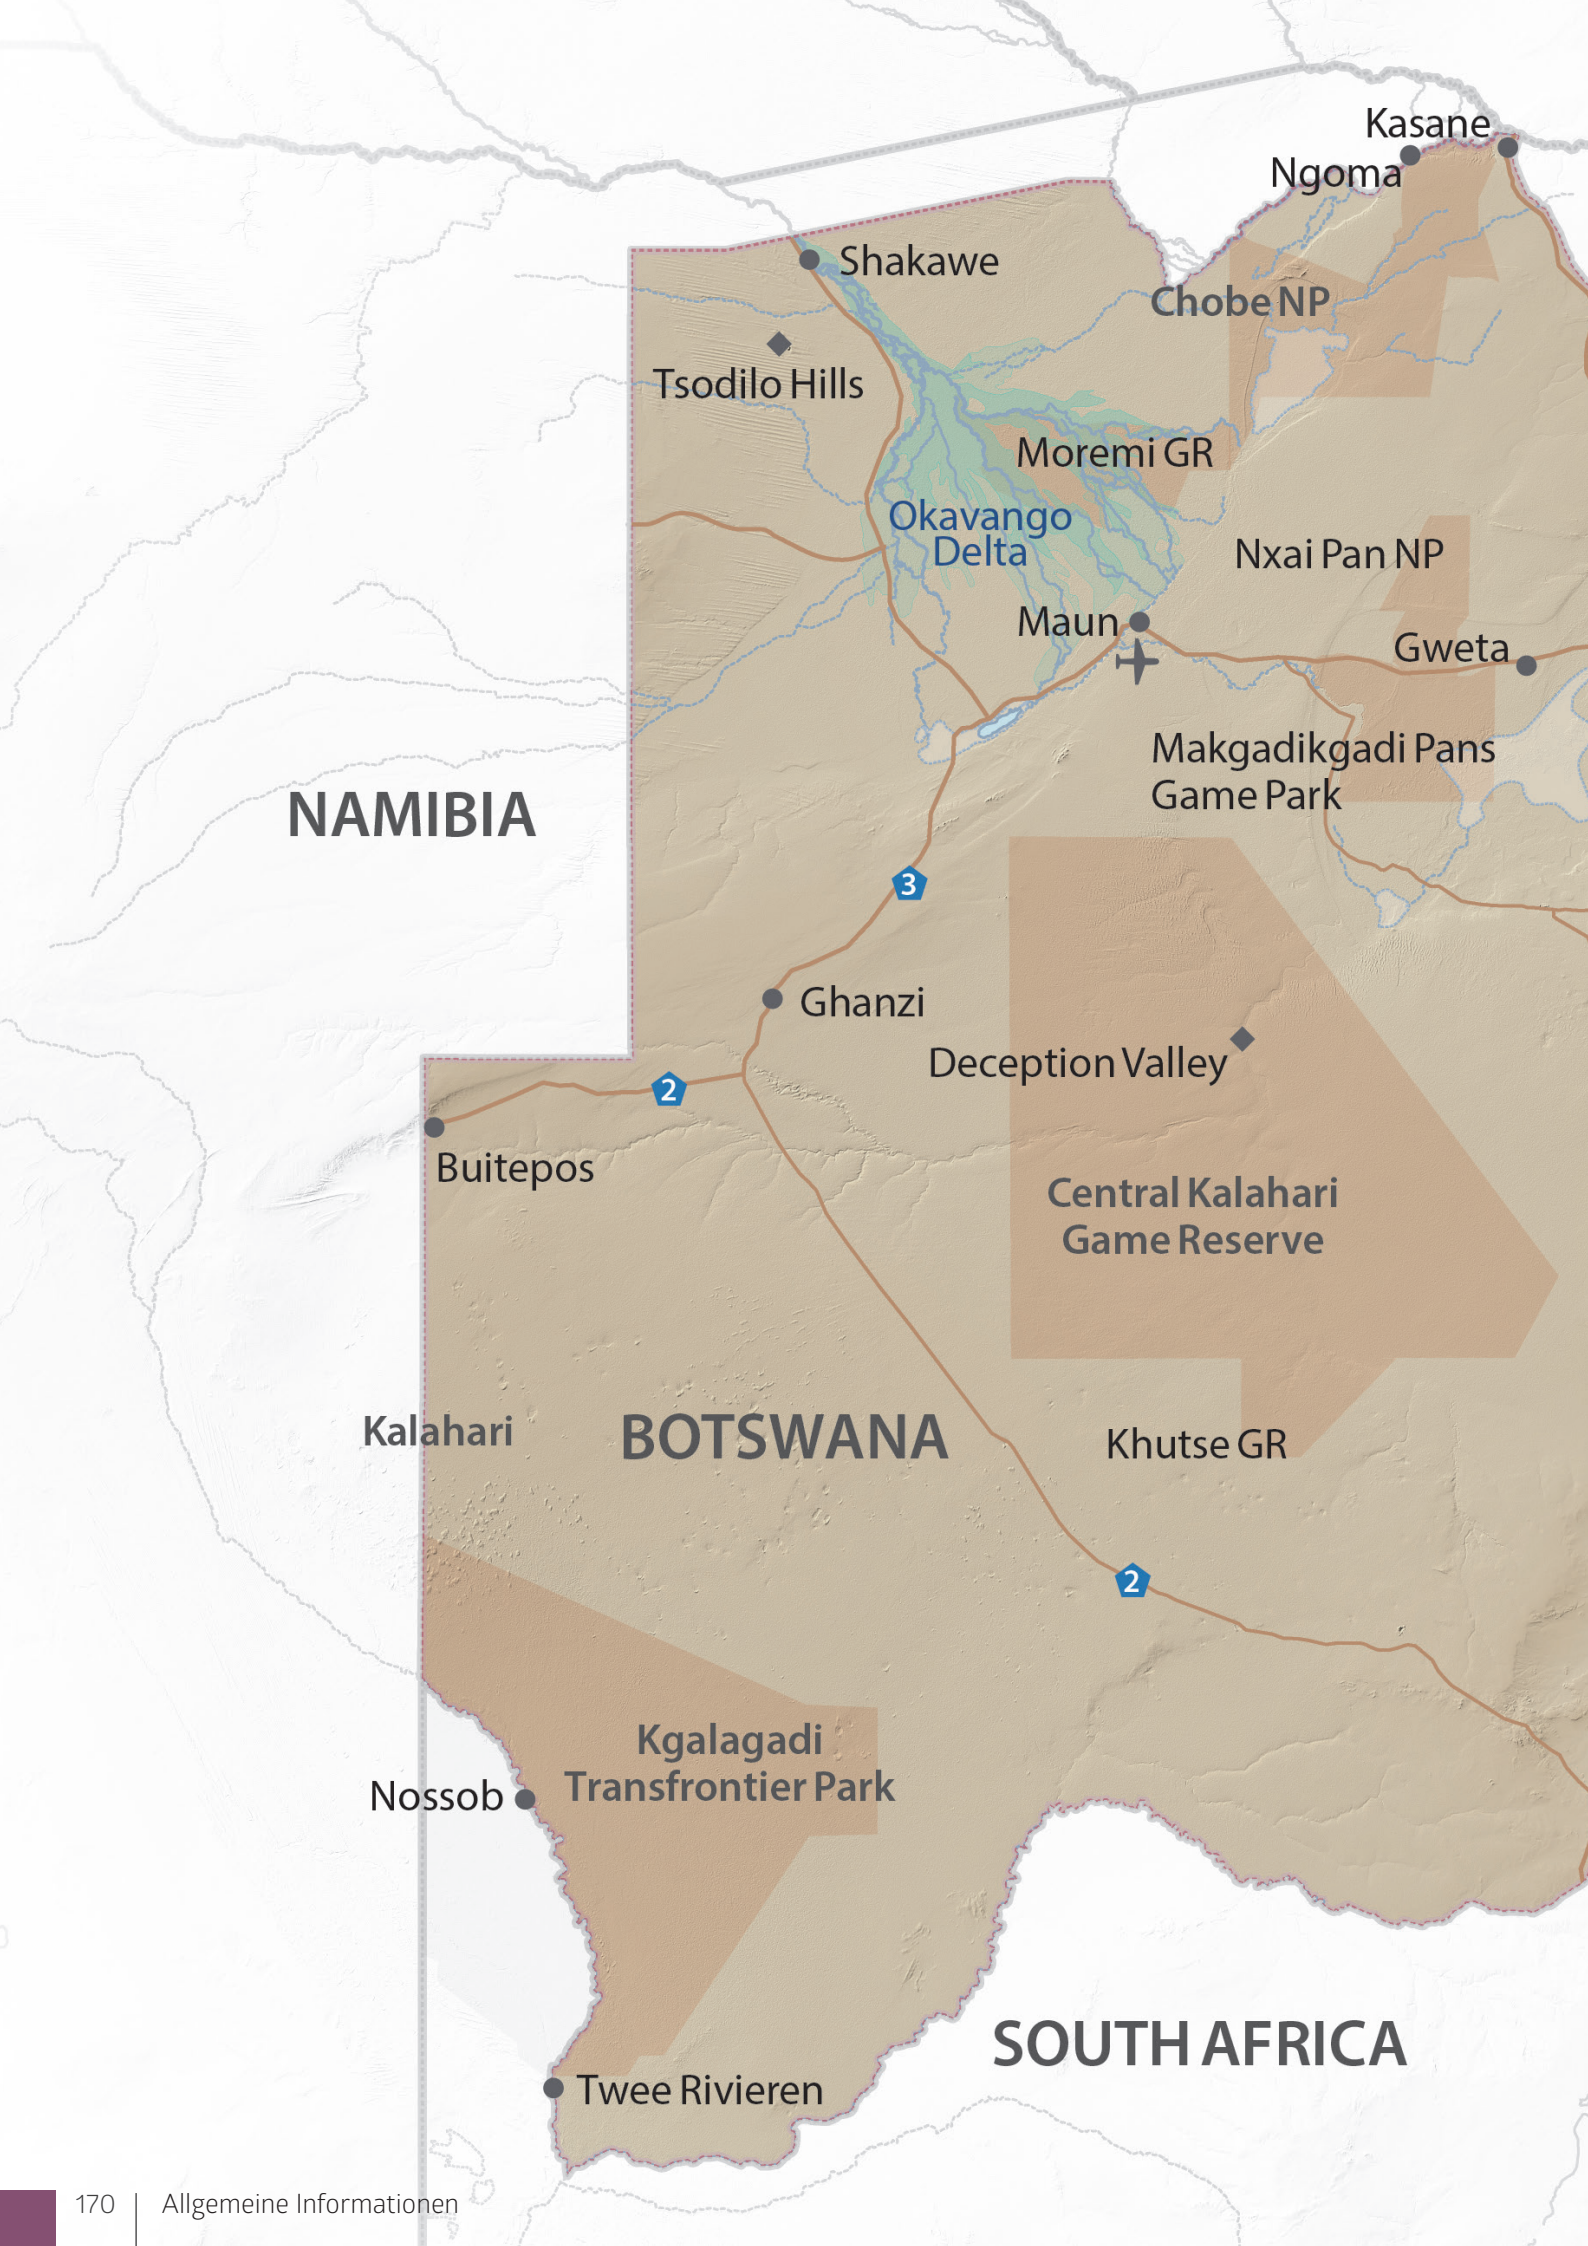 Kasane
Ngoma
Shakawe
Chobe NP
Tsodilo Hills
Moremi GR
Okavango
Delta
Nxai Pan NP
Maun
Gweta
Makgadikgadi Pans
Game Park
NAMIBIA
3
Ghanzi
Deception Valley
2
Buitepos
Central Kalahari
Game Reserve
Kalahari
BOTSWANA
Khutse GR
2
Kgalagadi
Transfrontier Park
Nossob
SOUTH AFRICA
Twee Rivieren
170
Allgemeine Informationen